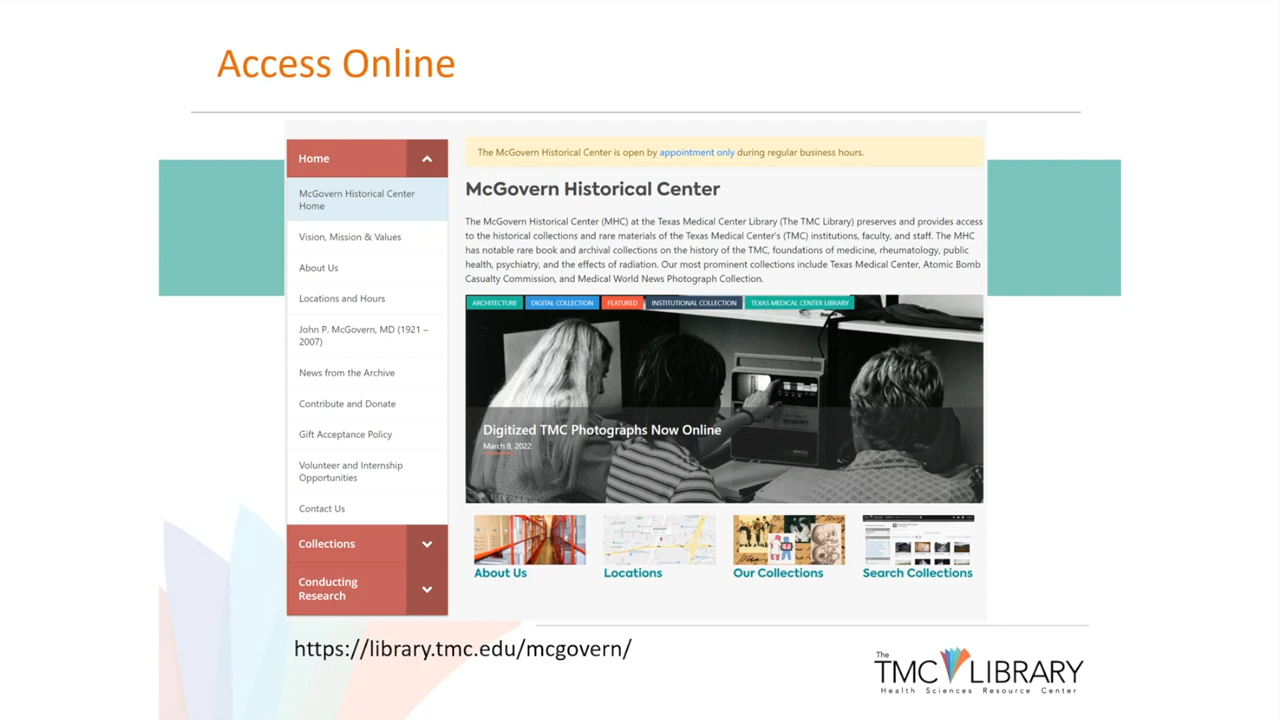 Access Online
Home
McGovern Historical Center
Home
Vision, Mission & Values
About Us
Locations and Hours
John P. McGovern, MD (1921 –
2007)
News from the Archive
Contribute and Donate
Gift Acceptance Policy
Volunteer and Internship
Opportunities
Contact Us
Collections
Conducting
Research
The McGovern Historical Center is open by appointment only during regular business hours.
McGovern Historical Center
The McGovern Historical Center (MHC) at the Texas Medical Center Library (The TMC Library) preserves and provides access
to the historical collections and rare materials of the Texas Medical Center's (TMC) institutions, faculty, and staff. The MHC
has notable rare book and archival collections on the history of the TMC, foundations of medicine, rheumatology, public
health, psychiatry, and the effects of radiation. Our most prominent collections include Texas Medical Center, Atomic Bomb
Casualty Commission, and Medical World News Photograph Collection.
ARCHITECTURE DIGITAL COLLECTION FEATURED INSTITUTIONAL COLLECTION TEXAS MEDICAL CENTER LIBRARY
Digitized TMC Photographs Now Online
March 8, 2022
About Us Locations Our Collections Search Collections
https://library.tmc.edu/mcgovern/
The
TMC LIBRARY
Health Sciences Resource Center